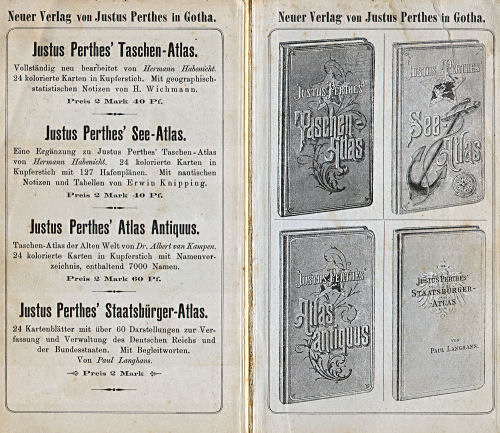 Neuer Verlag von Justus Perthes in Gotha.
Justus Perthes' Taschen-Atlas.
Vollständig neu bearbeitet von Hermann Habenicht.
24 kolorierte Karten in Kupferstich. Mit geographisch-
statistischen Notizen von H. Wichmann.
Preis 2 Mark 40 Pf.
Justus Perthes' See-Atlas.
Eine Ergänzung zu Justus Perthes' Taschen-Atlas
von Hermann Habenicht. 24 kolorierte Karten in
Kupferstich mit 127 Hafenplänen. Mit nautischen
Notizen und Tabellen von Erwin Knipping.
Preis 2 Mark 40 Pf.
Justus Perthes' Atlas Antiquus.
Taschen-Atlas der Alten Welt von Dr. Albert van Kampen.
24 kolorierte Karten in Kupferstich mit Namenver-
zeichnis, enthaltend 7000 Namen.
Preis 2 Mark 60 Pf.
Justus Perthes' Staatsbürger-Atlas.
24 Kartenblätter mit über 60 Darstellungen zur Ver-
fassung und Verwaltung des Deutschen Reichs und
der Bundesstaaten. Mit Begleitworten.
Von Paul Langhans.
Preis 2 Mark
Neuer Verlag von Justus Perthes in Gotha.
JUSTUS PERTHES'
Taschen
Atlas
JUSTUS PERTHES'
See-
Atlas
JUSTUS PERTHES'
Atlas
antiquus
JUSTUS PERTHES'
STAATSBÜRGER-
ATLAS
VON
PAUL LANGHANS.